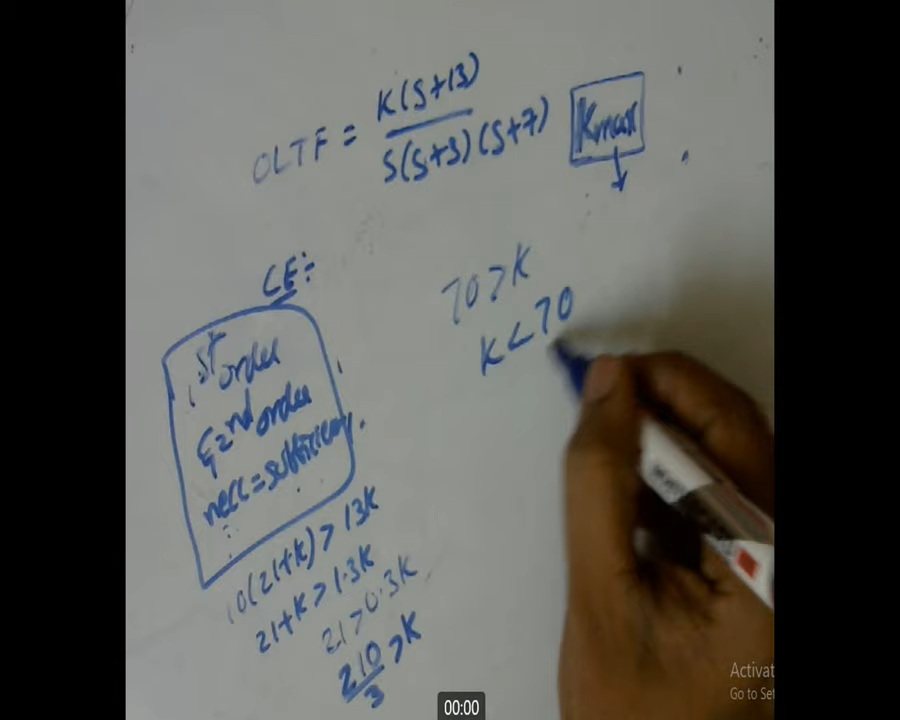 OLTF = K(S+13)
S(S+3)(S+7)
Kmax
CE:
1st order
& 2nd order
necc = sufficiency
10(21+K) > 13K
21+K > 1.3K
21 > 0.3K
210
3
> K
70 > K
K < 70
Activat
Go to Set
00:00